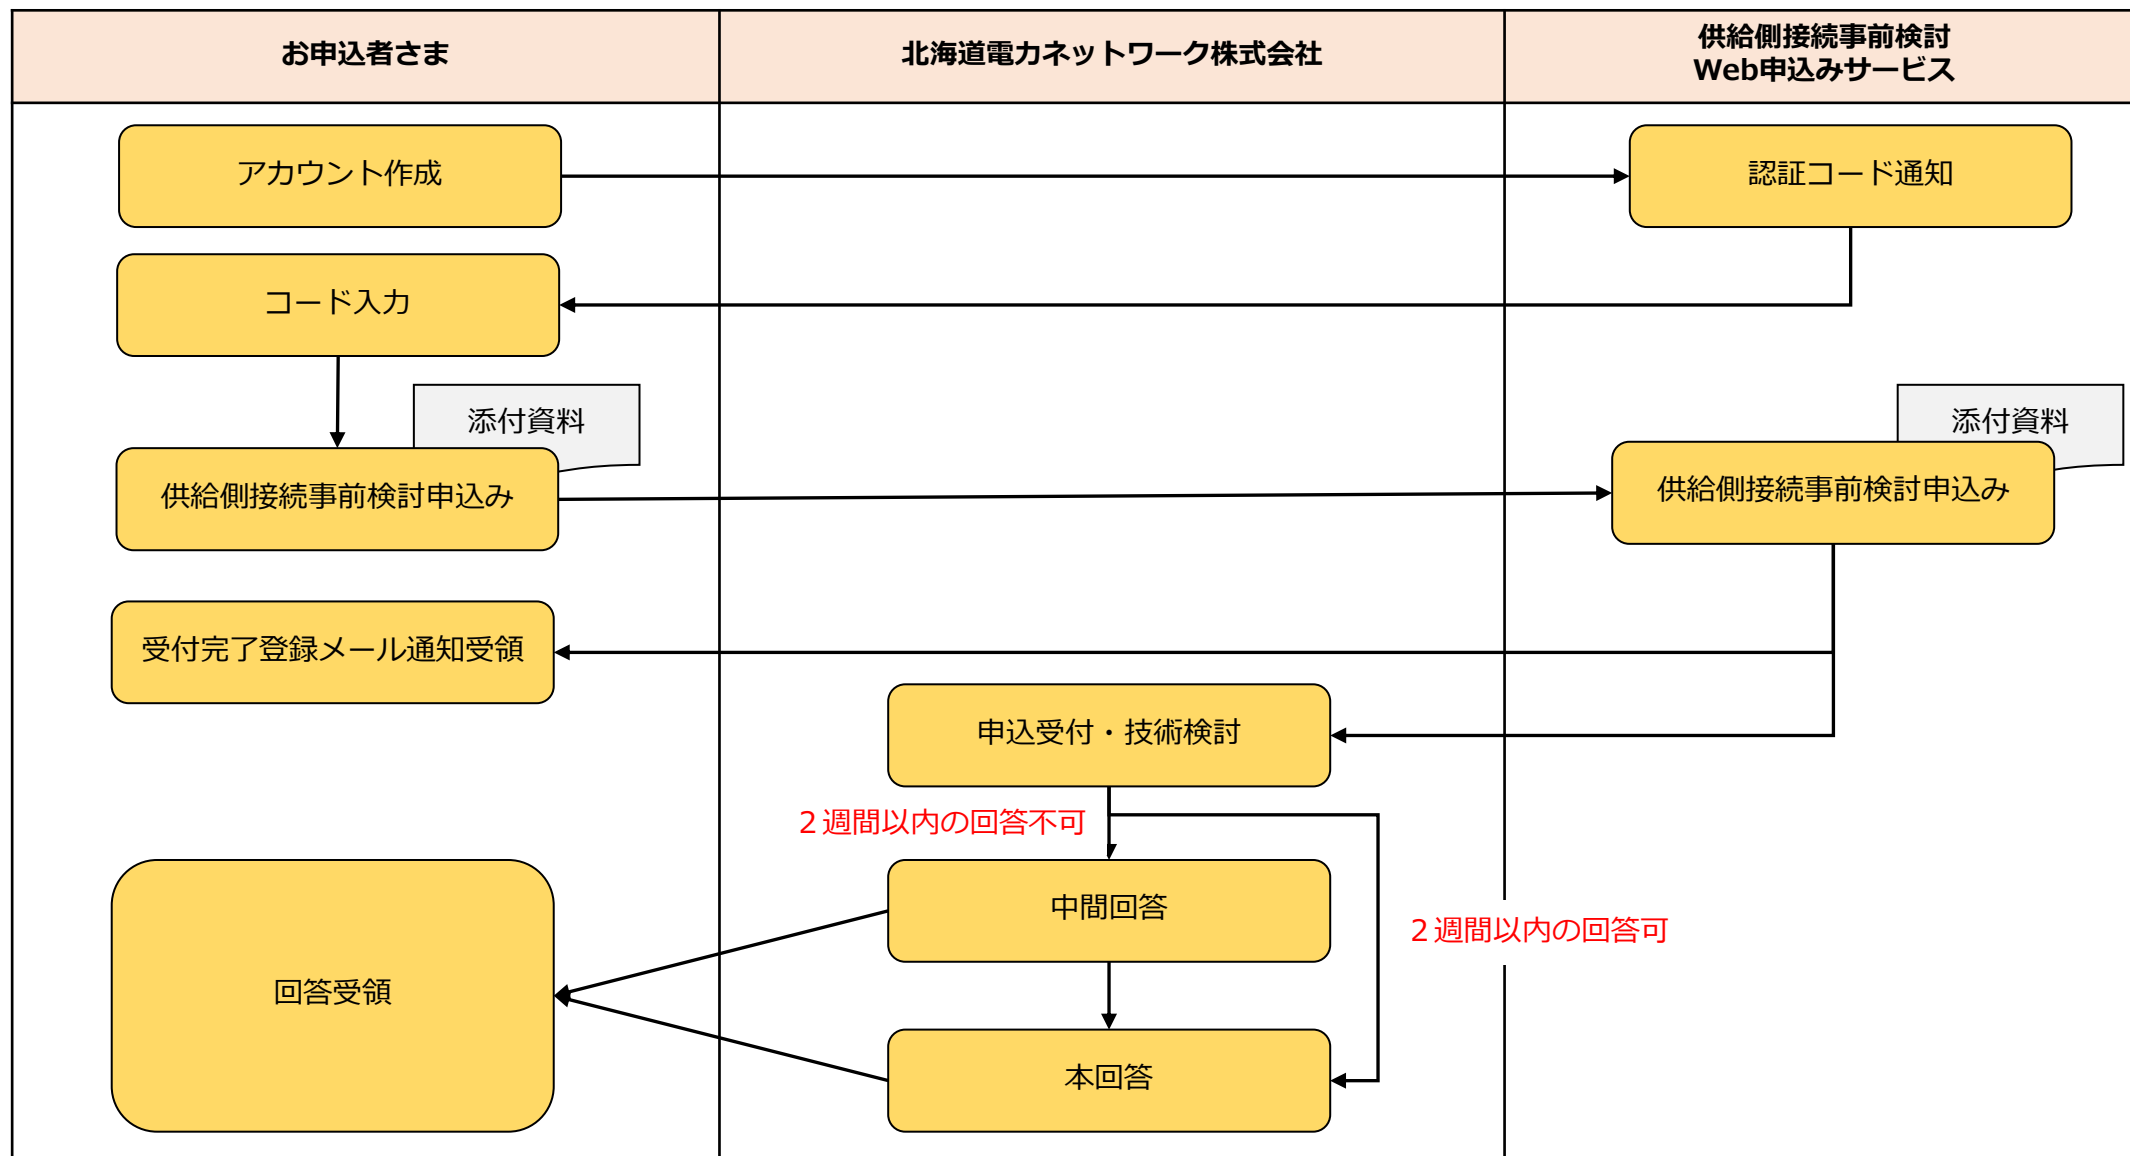 お申込者さま
北海道電力ネットワーク株式会社
供給側接続事前検討
Web申込みサービス
アカウント作成
認証コード通知
コード入力
添付資料
添付資料
供給側接続事前検討申込み
供給側接続事前検討申込み
受付完了登録メール通知受領
申込受付・技術検討
２週間以内の回答不可
中間回答
２週間以内の回答可
回答受領
本回答